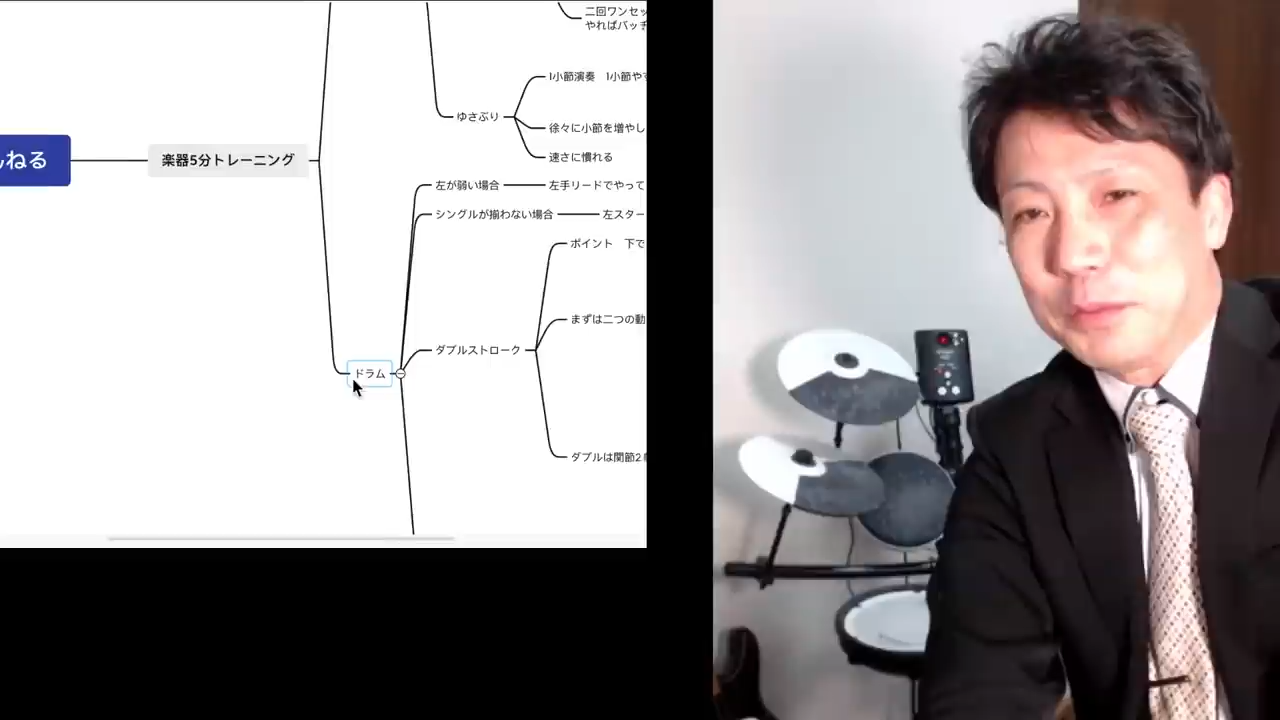 二回ワンセッ
やればバッチ
1小節演奏　1小節や
ゆさぶり
徐々に小節を増やし
速さに慣れる
んねる
楽器5分トレーニング
左が弱い場合
左手リードでやって
シングルが揃わない場合
左スター
ポイント　下で
まずは二つの動
ダブルストローク
ドラム
ダブルは関節2